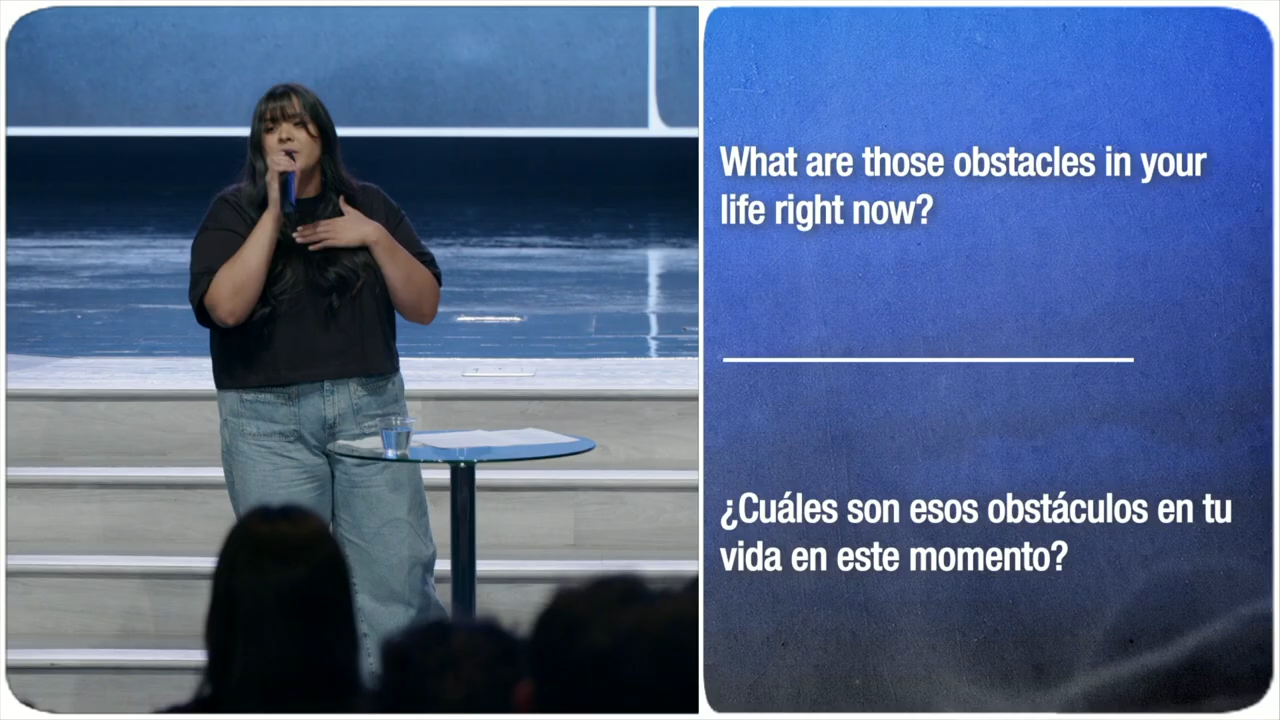 What are those obstacles in your
life right now?
¿Cuáles son esos obstáculos en tu
vida en este momento?